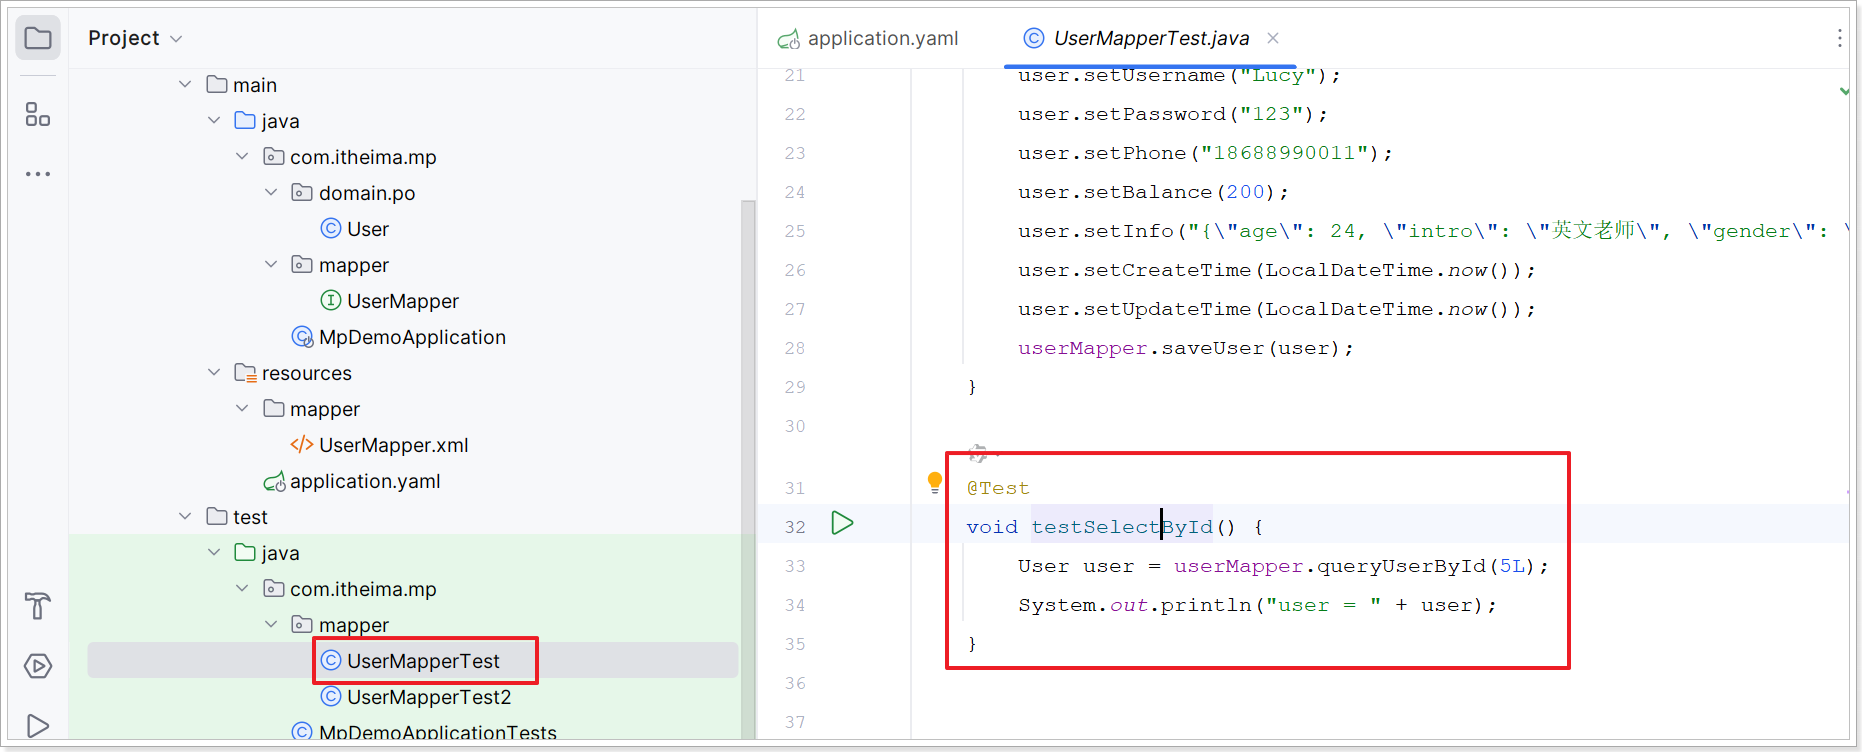 Project
main
java
com.itheima.mp
domain.po
User
mapper
UserMapper
MpDemoApplication
resources
mapper
UserMapper.xml
application.yaml
test
java
com.itheima.mp
mapper
UserMapperTest
UserMapperTest2
MpDemoApplicationTests
application.yaml
UserMapperTest.java
21 user.setUsername("Lucy");
22 user.setPassword("123");
23 user.setPhone("18688990011");
24 user.setBalance(200);
25 user.setInfo("{\"age\": 24, \"intro\": \"英文老师\", \"gender\": \
26 user.setCreateTime(LocalDateTime.now());
27 user.setUpdateTime(LocalDateTime.now());
28 userMapper.saveUser(user);
29 }
30
31 @Test
32 void testSelectById() {
33 User user = userMapper.queryUserById(5L);
34 System.out.println("user = " + user);
35 }
36
37